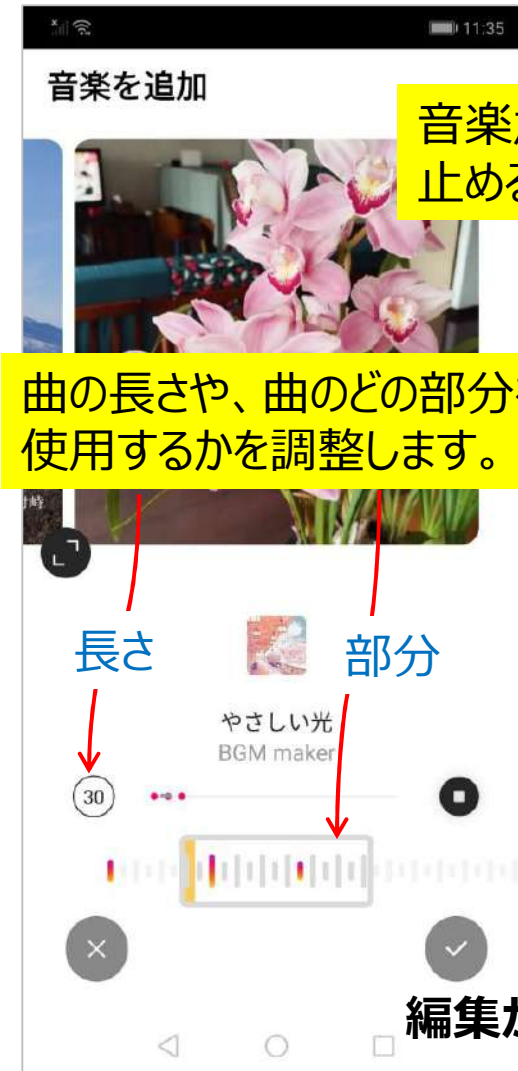 11:35
音楽を追加
音楽
止める
曲の長さや、曲のどの部分
使用するかを調整します。
長さ
部分
やさしい光
BGM maker
30
編集